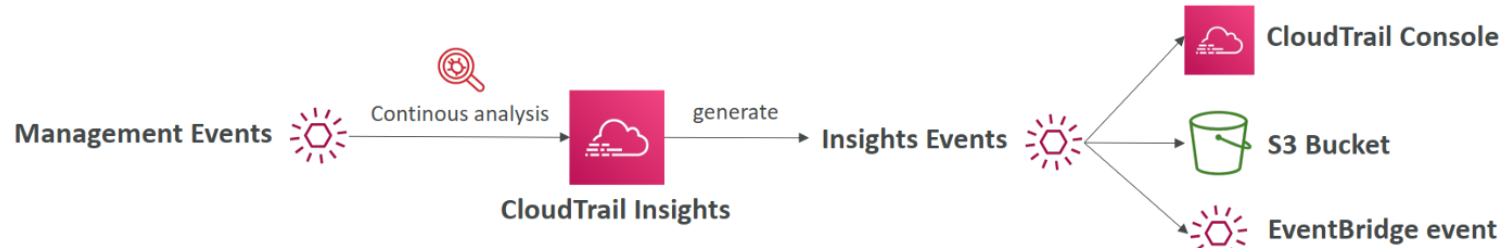 Management Events
Continous analysis
CloudTrail Insights
generate
Insights Events
CloudTrail Console
S3 Bucket
EventBridge event